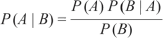 P(A | B) = P(A) P(B | A) / P(B)